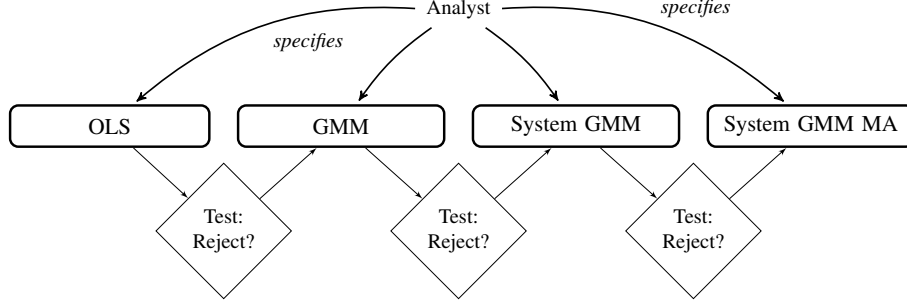 Analyst
specifies
specifies
OLS
GMM
System GMM
System GMM MA
Test:
Reject?
Test:
Reject?
Test:
Reject?